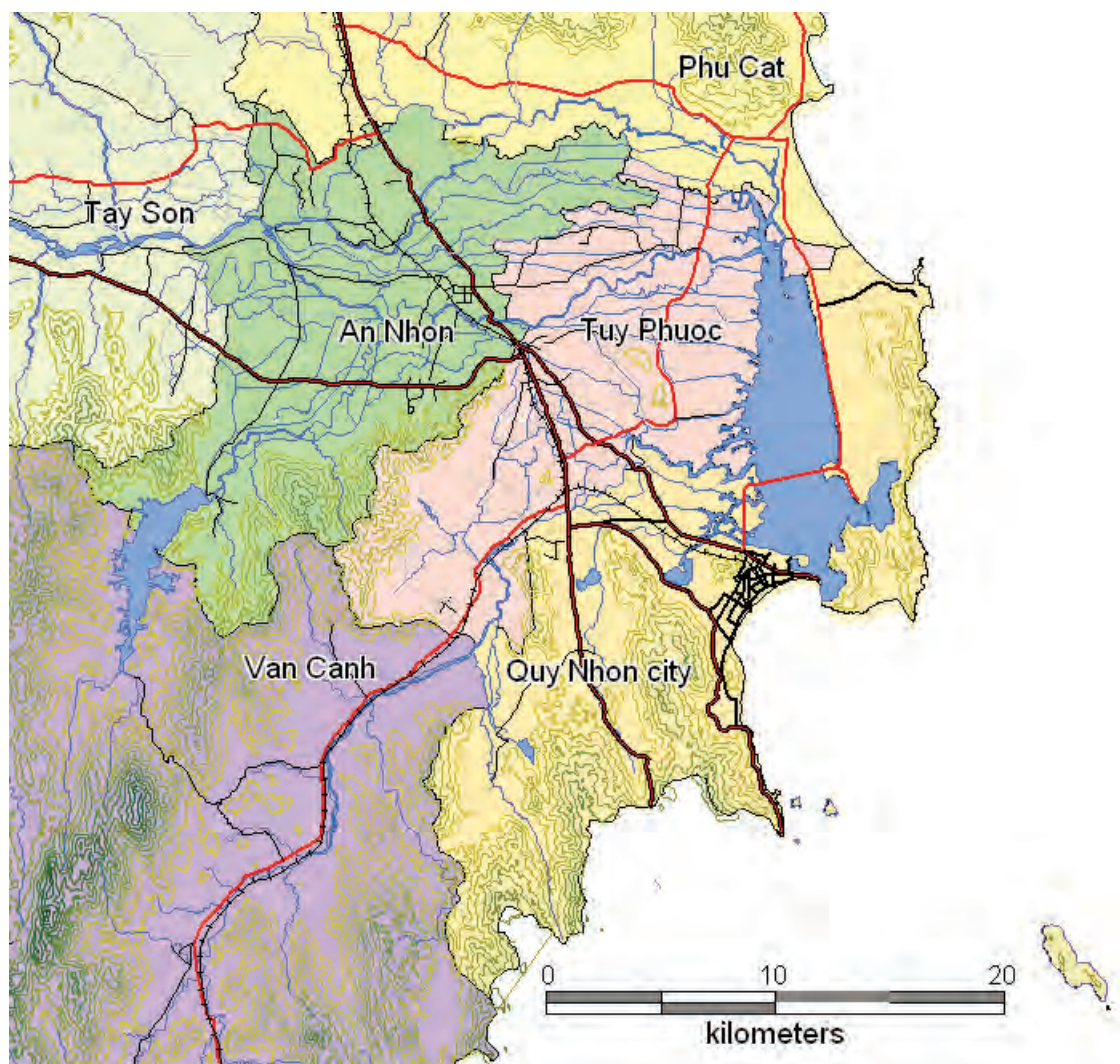 Phu Cat
Tay Son
An Nhon
Tuy Phuoc
Van Canh
Quy Nhon city
0 10 20
kilometers